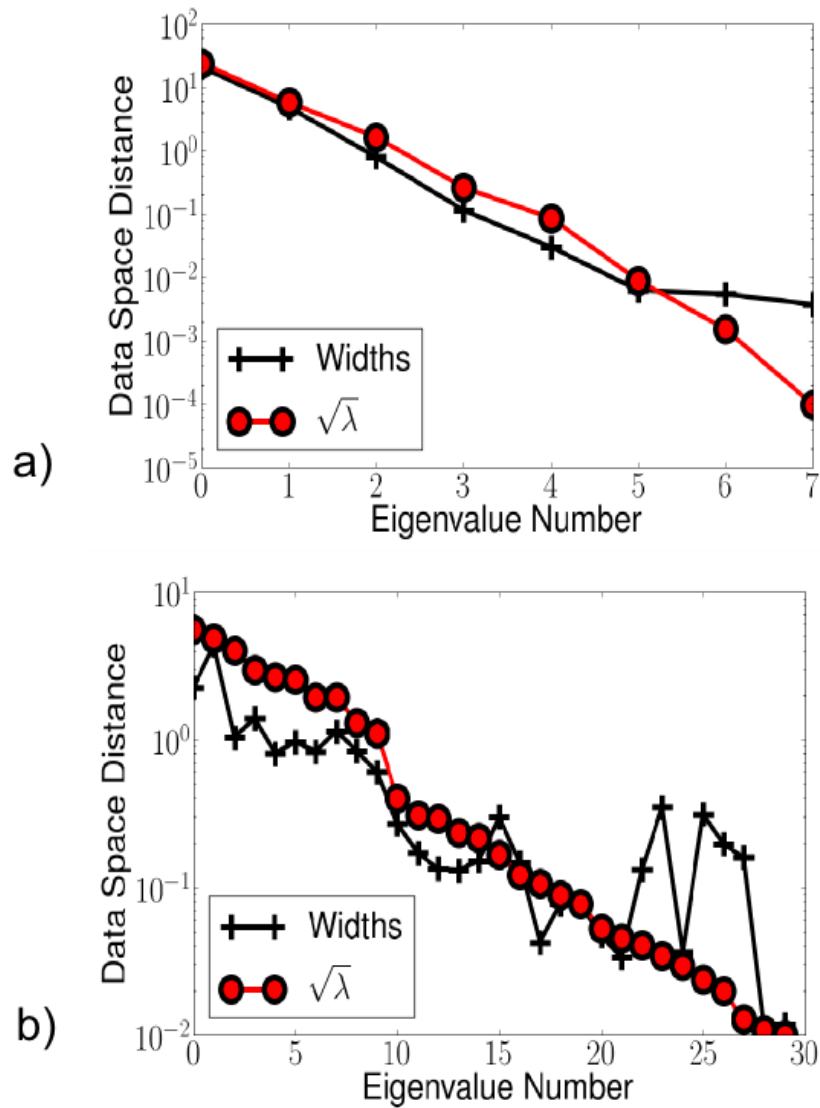 10^2
10^1
10^0
10^-1
10^-2
10^-3
10^-4
10^-5
Data Space Distance
Widths
√λ
a)
0 1 2 3 4 5 6 7
Eigenvalue Number
10^1
10^0
10^-1
10^-2
Data Space Distance
Widths
√λ
b)
0 5 10 15 20 25 30
Eigenvalue Number